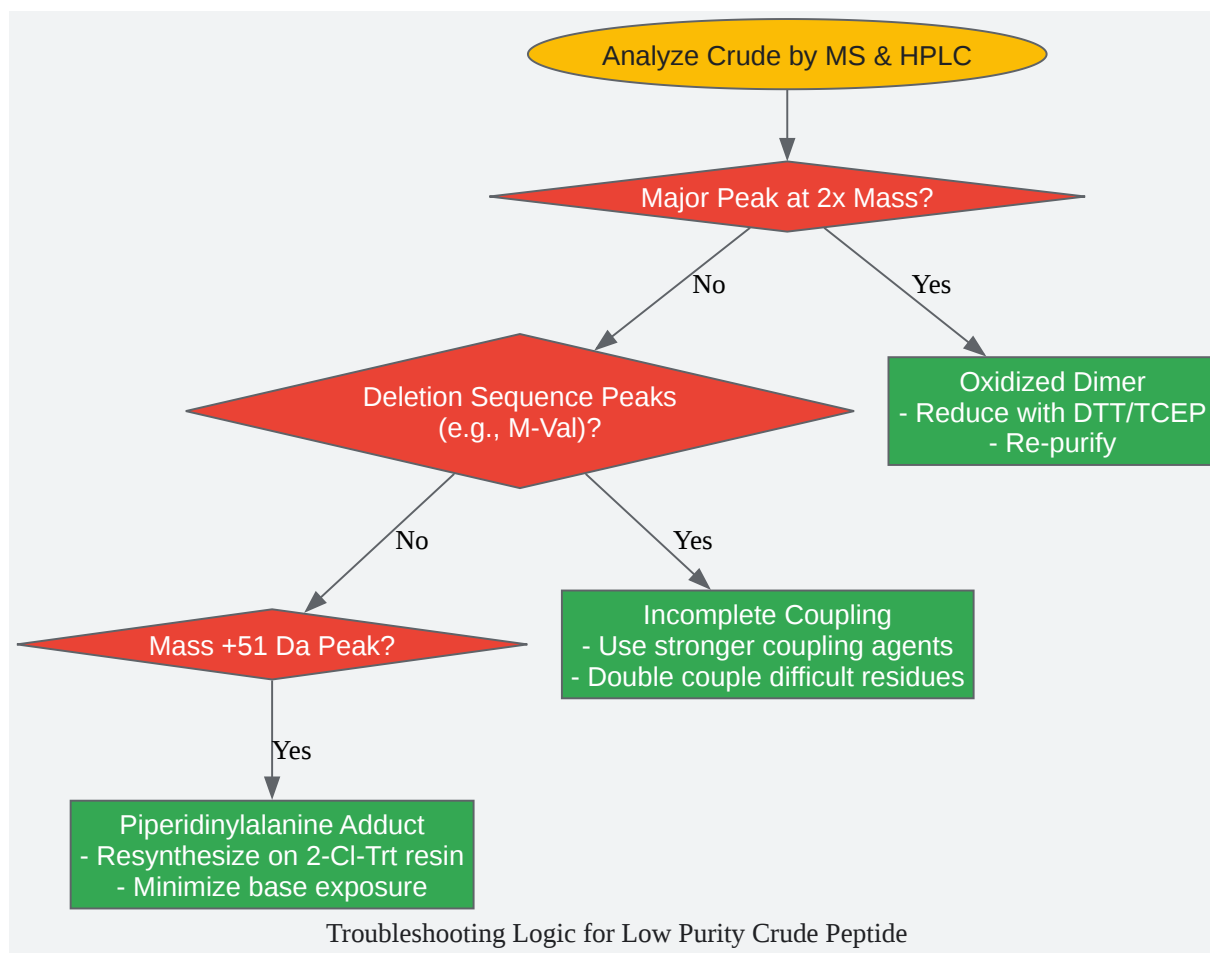 Analyze Crude by MS & HPLC
Major Peak at 2x Mass?
No
Yes
Deletion Sequence Peaks
(e.g., M-Val)?
Oxidized Dimer
- Reduce with DTT/TCEP
- Re-purify
No
Yes
Mass +51 Da Peak?
Incomplete Coupling
- Use stronger coupling agents
- Double couple difficult residues
Yes
Piperidinylalanine Adduct
- Resynthesize on 2-Cl-Trt resin
- Minimize base exposure
Troubleshooting Logic for Low Purity Crude Peptide